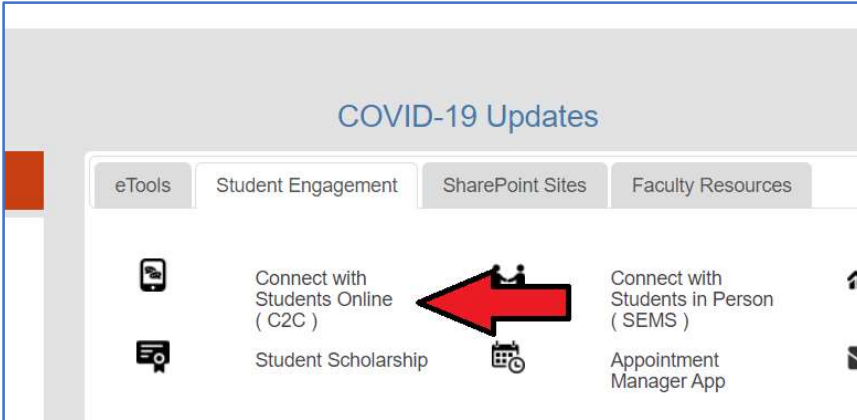 COVID-19 Updates
eTools
Student Engagement
SharePoint Sites
Faculty Resources
Connect with
Students Online
( C2C )
Connect with
Students in Person
( SEMS )
Student Scholarship
Appointment
Manager App